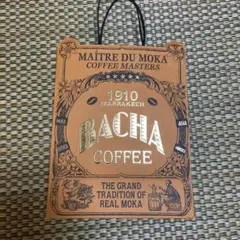 MAÎTRE DU MOKA
COFFEE MASTERS
1910
MARRAKECH
BACHA
COFFEE
THE GRAND
TRADITION OF
REAL MOKA